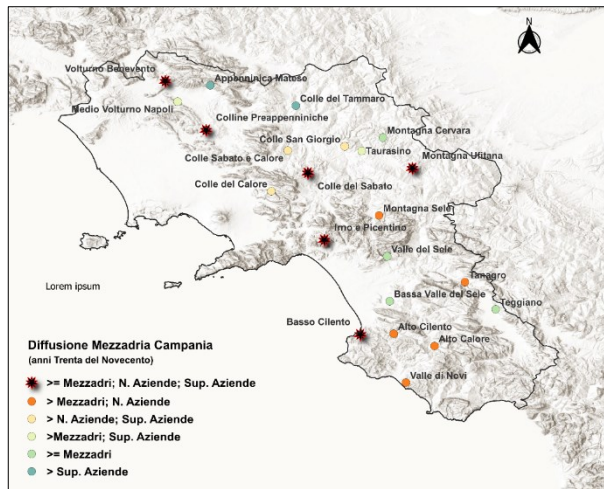 N
Volturno Benevento
Appenninica Matese
Medio Volturno Napoli
Colle del Tammaro
Colline Preappenniniche
Montagna Cervara
Colle San Giorgio
Taurasino
Colle Sabato e Calore
Montagna Ufitana
Colle del Sabato
Colle del Calore
Montagna Sele
Irno e Picentino
Valle del Sele
Tanagro
Lorem ipsum
Bassa Valle del Sele
Teggiano
Basso Cilento
Alto Cilento
Alto Calore
Valle di Novi
Diffusione Mezzadria Campania
(anni Trenta del Novecento)
>= Mezzadri; N. Aziende; Sup. Aziende
> Mezzadri; N. Aziende
> N. Aziende; Sup. Aziende
>Mezzadri; Sup. Aziende
>= Mezzadri
> Sup. Aziende